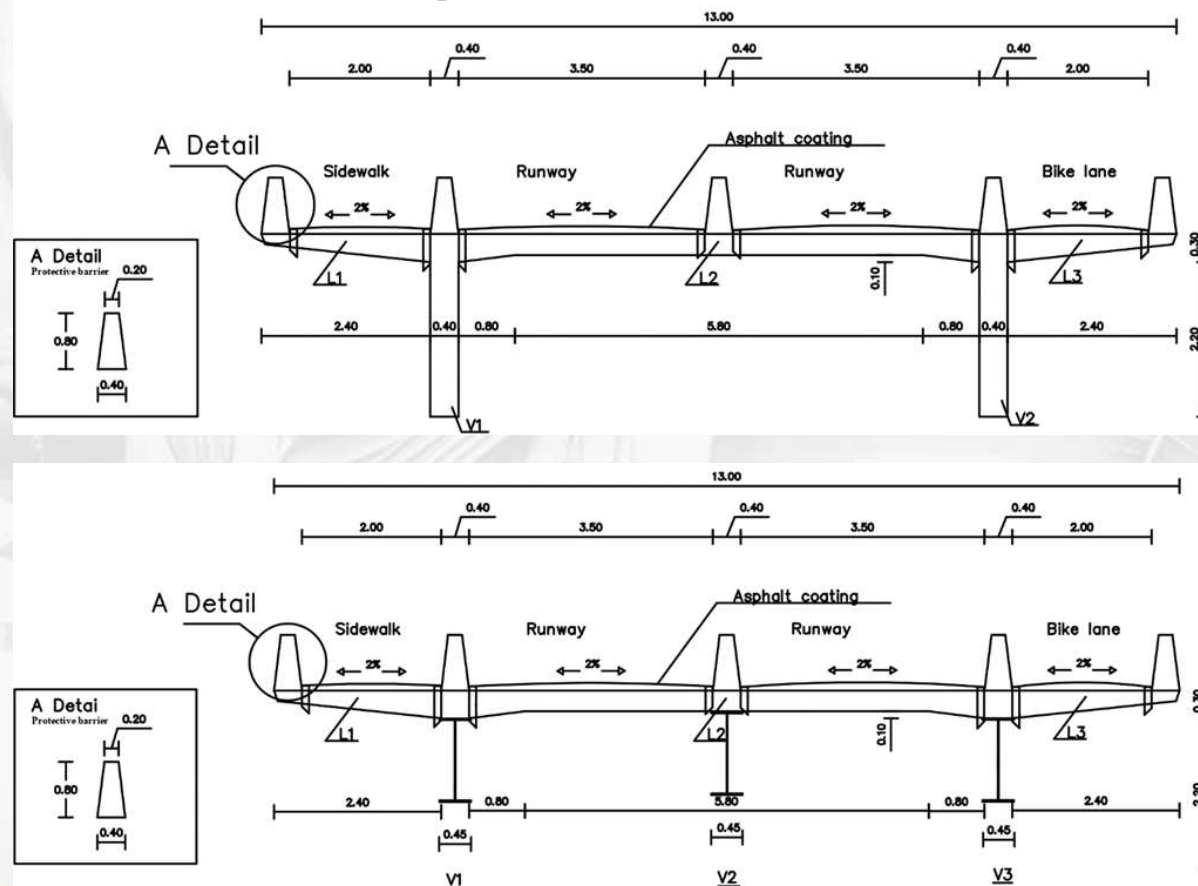 13.00
0.40 0.40 0.40
2.00 3.50 3.50 2.00
A Detail
Asphalt coating
Sidewalk Runway Runway Bike lane
2% 2% 2% 2%
A Detail
Protective barrier 0.20
0.80
0.40
L1 L2 L3
0.10
0.30
2.40 0.40 0.80 5.80 0.80 0.40 2.40
2.20
V1 V2
13.00
0.40 0.40 0.40
2.00 3.50 3.50 2.00
A Detail
Asphalt coating
Sidewalk Runway Runway Bike lane
2% 2% 2% 2%
A Detai
Protective barrier 0.20
0.80
0.40
L1 L2 L3
0.10
0.30
2.40 0.80 5.80 0.80 2.40
2.20
0.45 0.45 0.45
V1 V2 V3